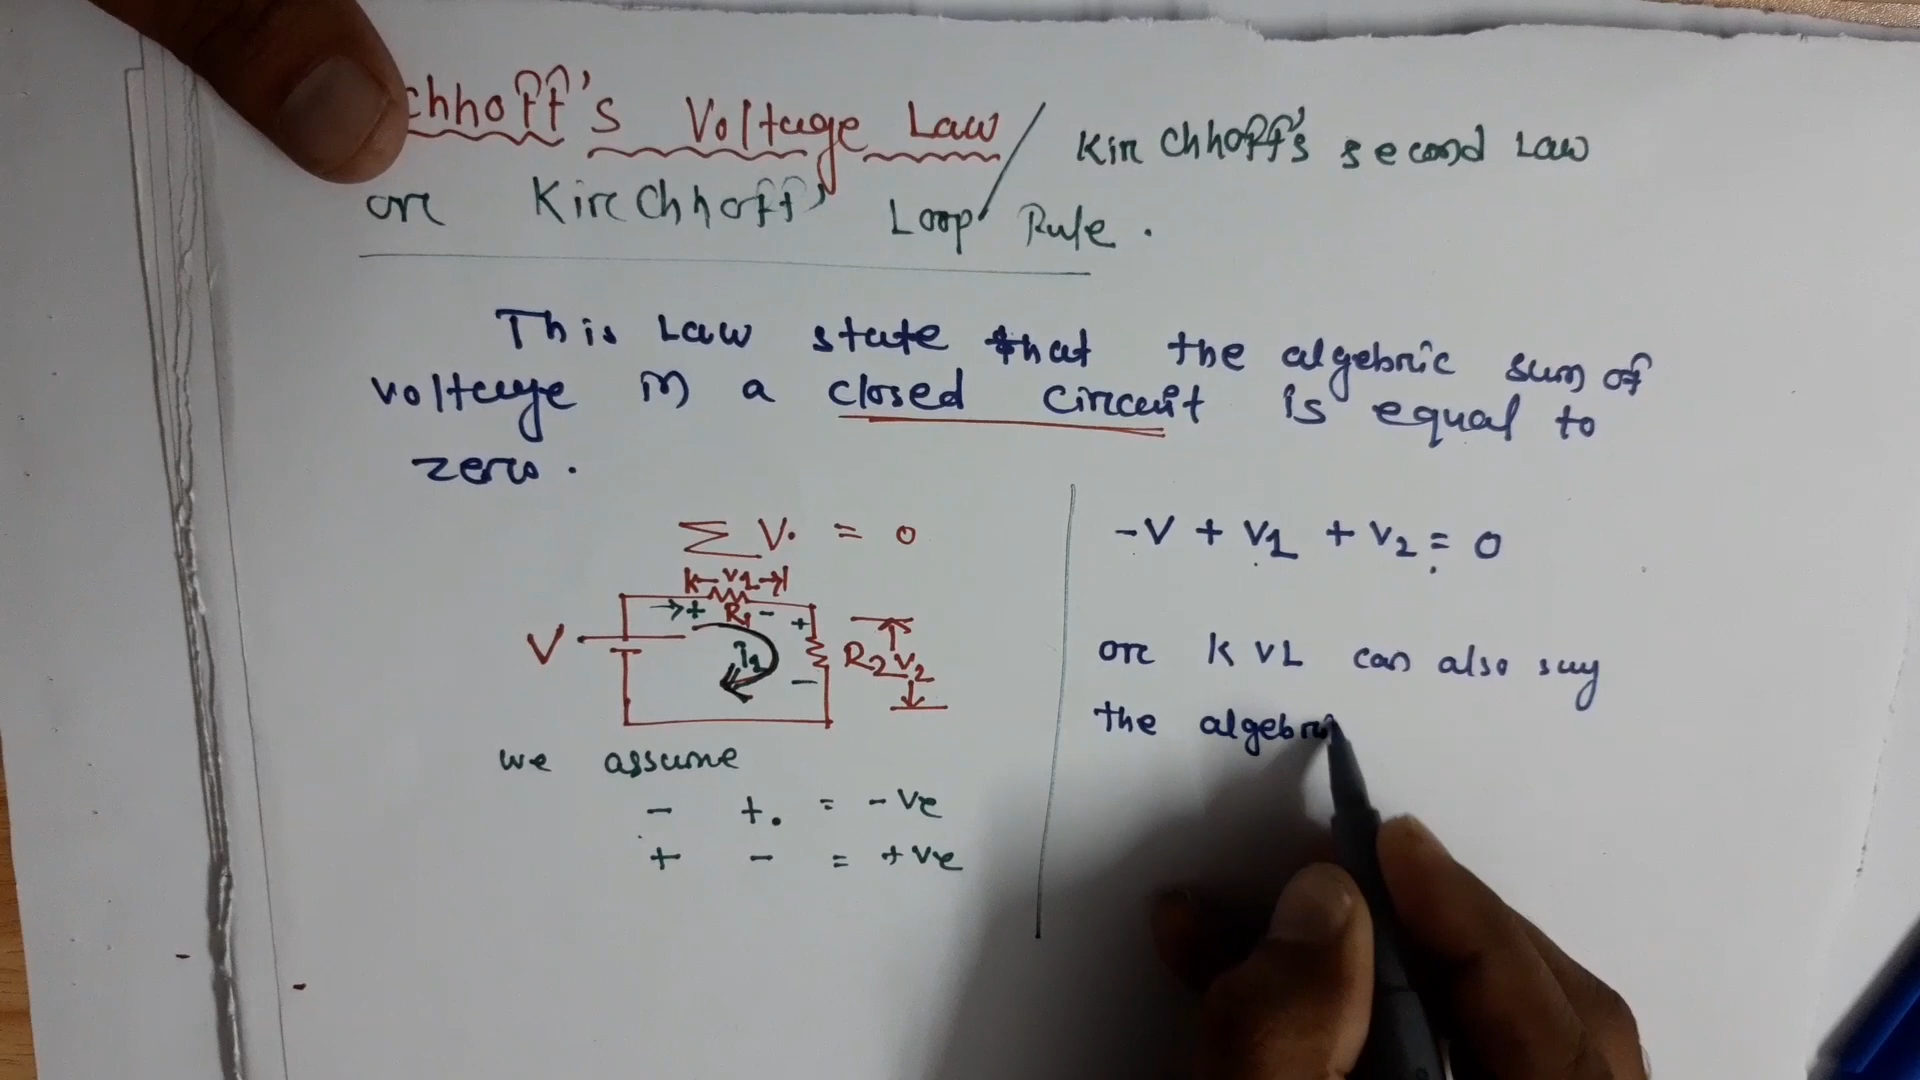 chhoff's Voltage Law / Kirchhoff's second Law
or Kirchhoff' Loop Rule.
This Law state that the algebric sum of
voltage in a closed circuit is equal to
zero.
Σ V. = 0
V1
+ R1 - +
V I1 R2 V2
-
we assume
- +. = -ve
+ - = +ve
-V + V1 + V2 = 0
or KVL can also say
the algebri